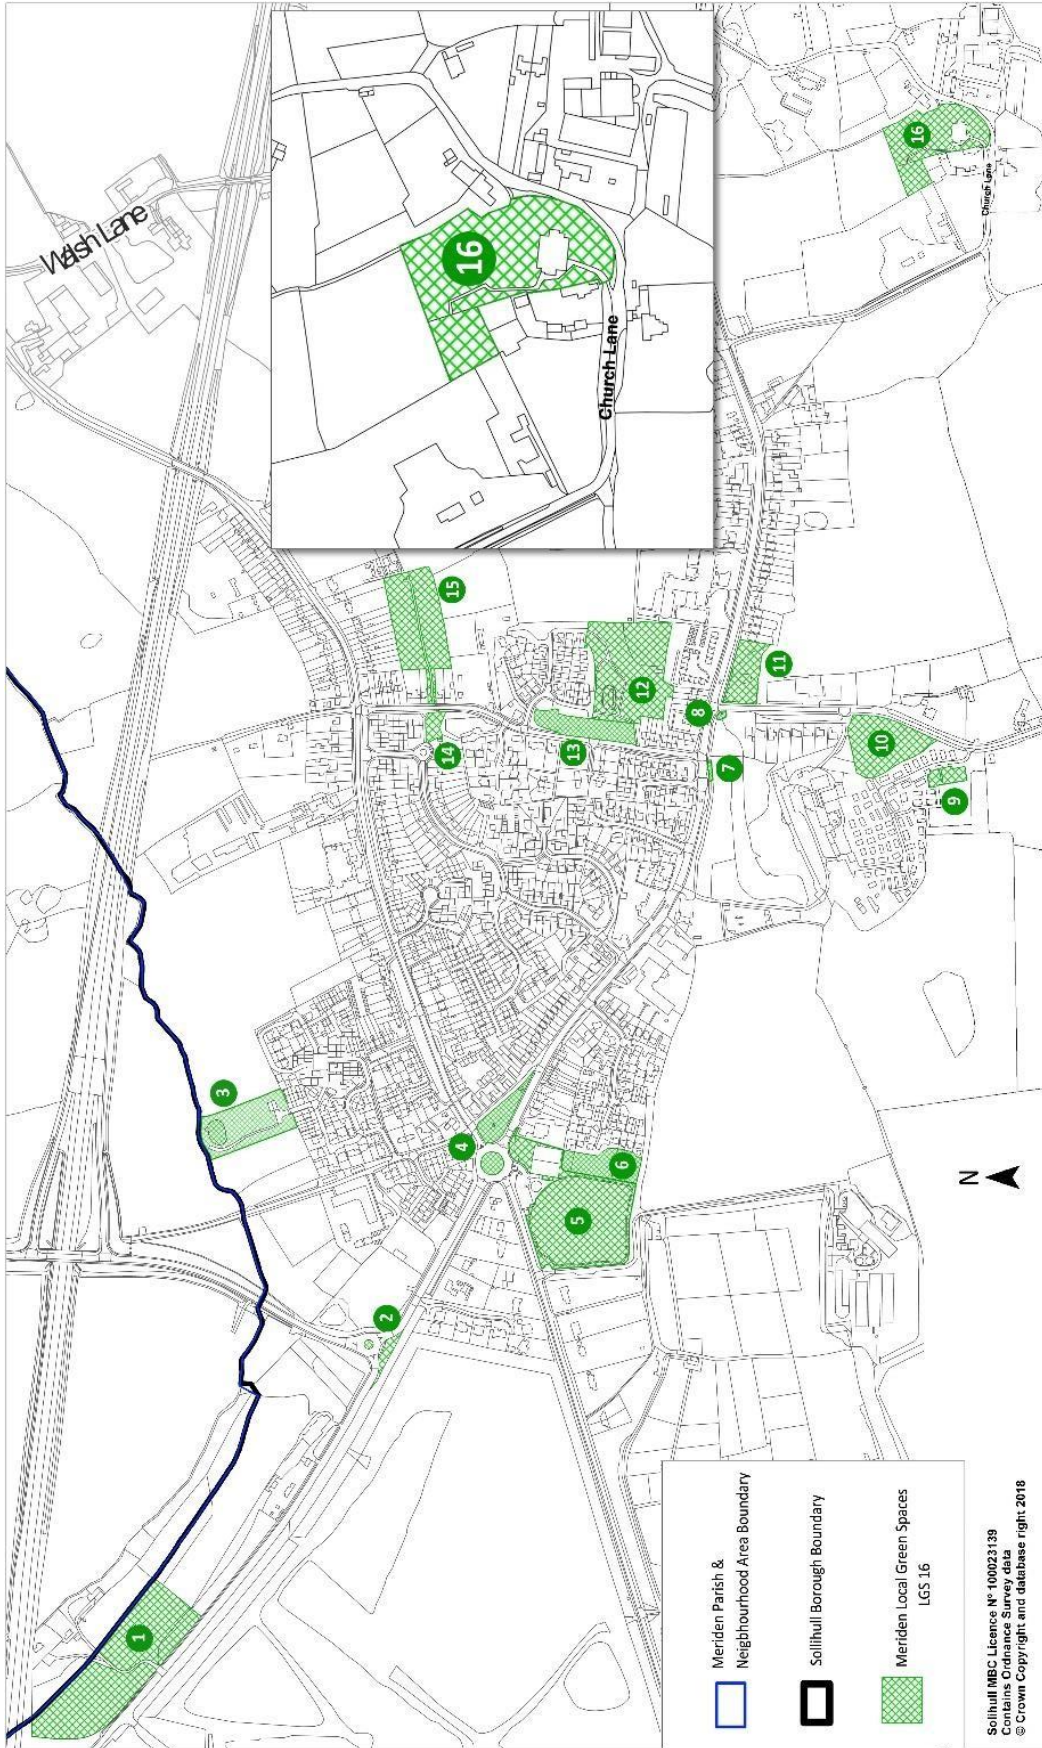 Walsh Lane
1
2
3
4
5
6
7
8
9
10
11
12
13
14
15
16
Church Lane
16
Church Lane
N
Meriden Parish &
Neigbhourhood Area Boundary
Sollihull Borough Boundary
Meriden Local Green Spaces
LGS 16
Solihull MBC Licence Nº 100023139
Contains Ordnance Survey data
© Crown Copyright and database right 2018